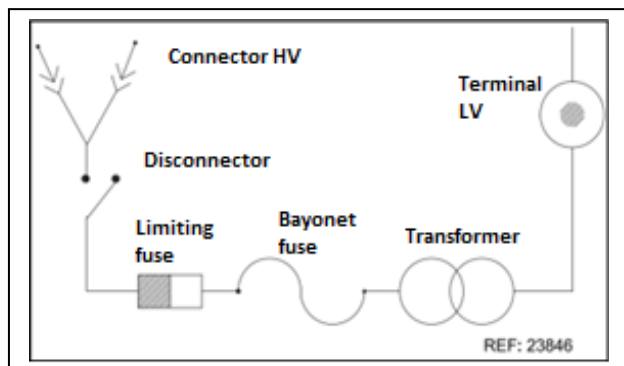 Connector HV
Terminal
LV
Disconnector
Limiting
fuse
Bayonet
fuse
Transformer
REF: 23846